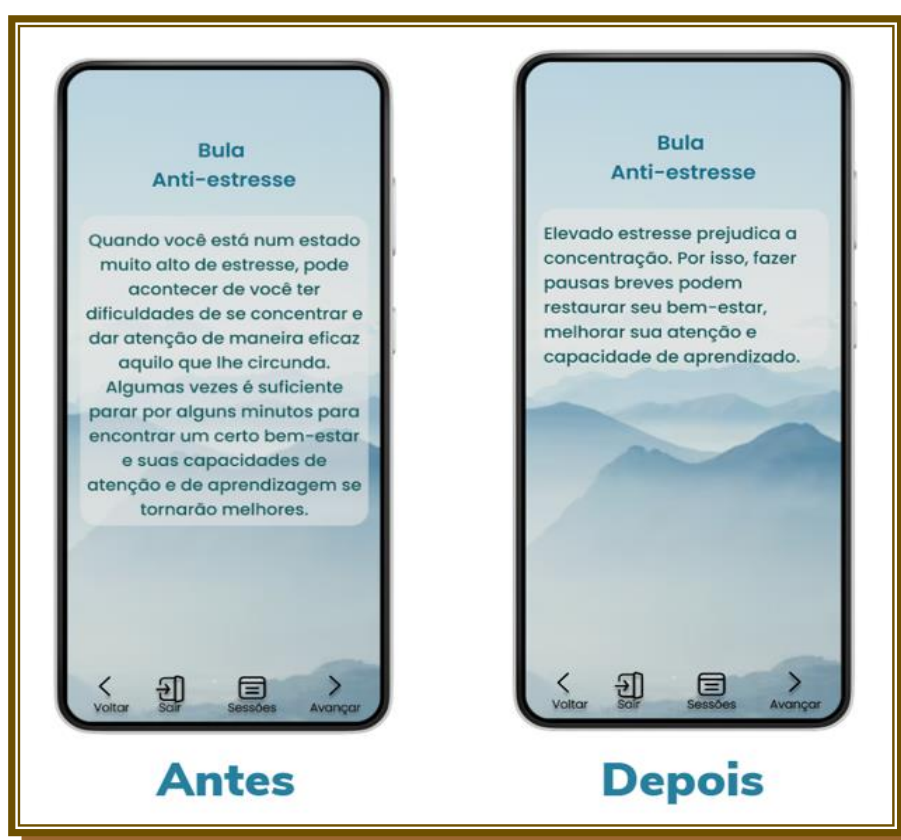 Bula
Anti-estresse
Quando você está num estado
muito alto de estresse, pode
acontecer de você ter
dificuldades de se concentrar e
dar atenção de maneira eficaz
aquilo que lhe circunda.
Algumas vezes é suficiente
parar por alguns minutos para
encontrar um certo bem-estar
e suas capacidades de
atenção e de aprendizagem se
tornarão melhores.
Voltar
Sair
Sessões
Avançar
Antes
Bula
Anti-estresse
Elevado estresse prejudica a
concentração. Por isso, fazer
pausas breves podem
restaurar seu bem-estar,
melhorar sua atenção e
capacidade de aprendizado.
Voltar
Sair
Sessões
Avançar
Depois